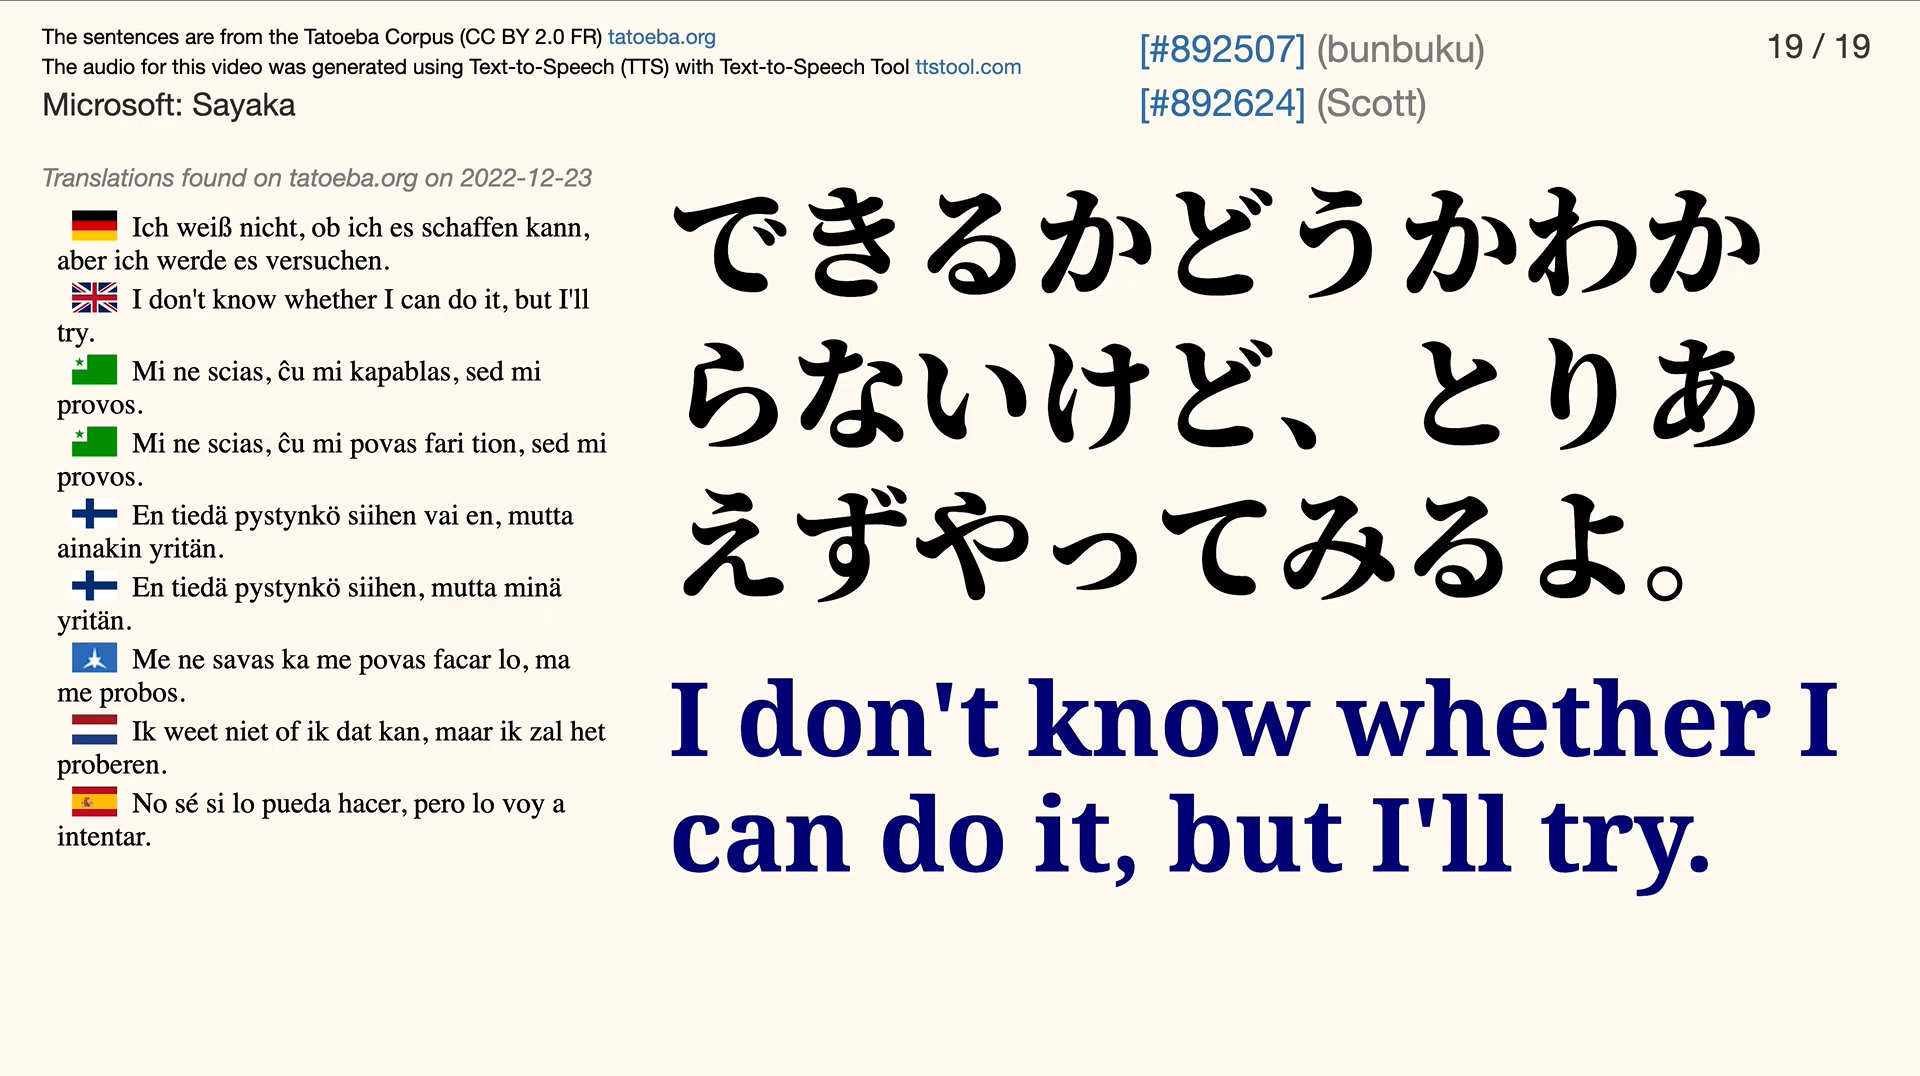 The sentences are from the Tatoeba Corpus (CC BY 2.0 FR) tatoeba.org
The audio for this video was generated using Text-to-Speech (TTS) with Text-to-Speech Tool ttstool.com
Microsoft: Sayaka
[#892507] (bunbuku)
[#892624] (Scott)
19 / 19
Translations found on tatoeba.org on 2022-12-23
Ich weiß nicht, ob ich es schaffen kann,
aber ich werde es versuchen.
I don't know whether I can do it, but I'll
try.
Mi ne scias, ĉu mi kapablas, sed mi
provos.
Mi ne scias, ĉu mi povas fari tion, sed mi
provos.
En tiedä pystynkö siihen vai en, mutta
ainakin yritän.
En tiedä pystynkö siihen, mutta minä
yritän.
Me ne savas ka me povas facar lo, ma
me probos.
Ik weet niet of ik dat kan, maar ik zal het
proberen.
No sé si lo pueda hacer, pero lo voy a
intentar.
できるかどうかわか
らないけど、とりあ
えずやってみるよ。
I don't know whether I
can do it, but I'll try.